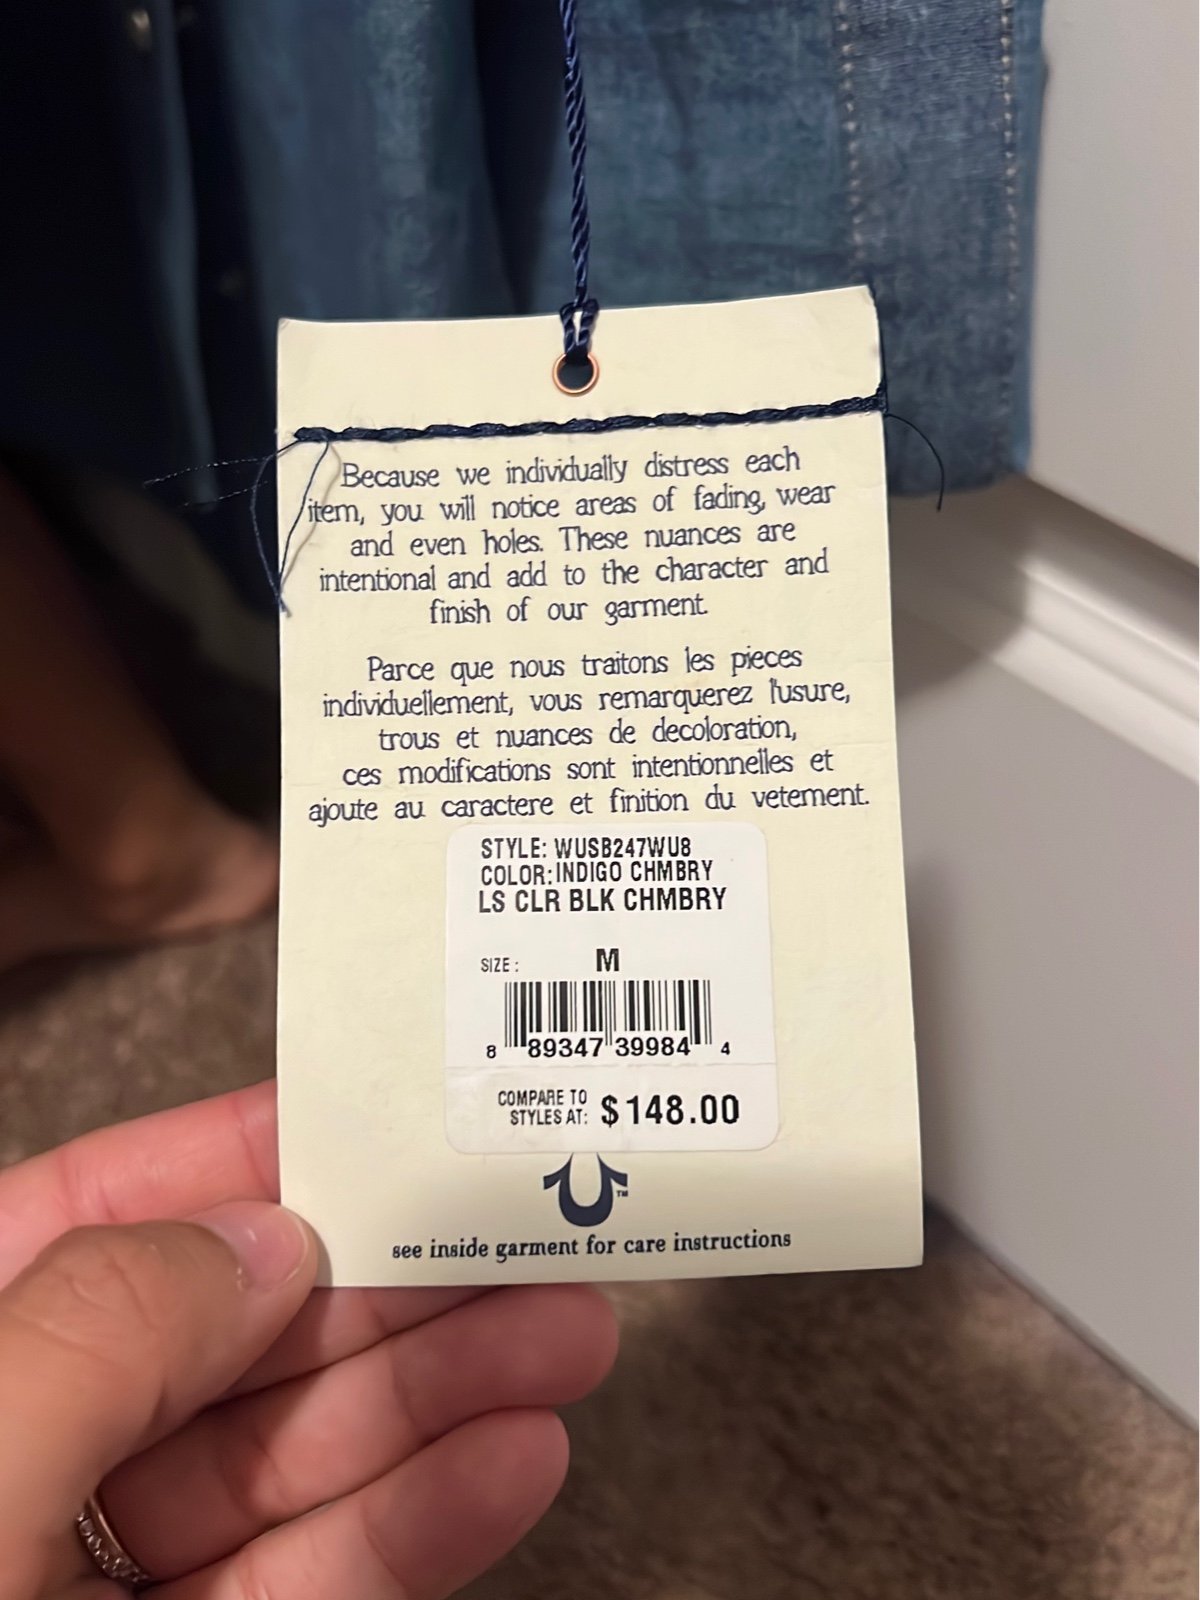 Because we individually distress each
item, you will notice areas of fading, wear
and even holes. These nuances are
intentional and add to the character and
finish of our garment.
Parce que nous traitons les pieces
individuellement, vous remarquerez l'usure,
trous et nuances de decoloration,
ces modifications sont intentionnelles et
ajoute au caractere et finition du vetement.
STYLE: WUSB247WU8
COLOR: INDIGO CHMBRY
LS CLR BLK CHMBRY
SIZE: M
8 89347 39984 4
COMPARE TO
STYLES AT: $148.00
TM
see inside garment for care instructions